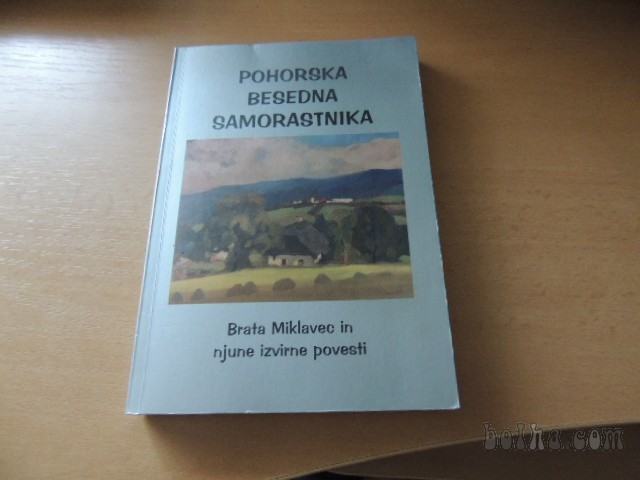 POHORSKA
BESEDNA
SAMORASTNIKA
Brata Miklavec in
njune izvirne povesti
bolha.com